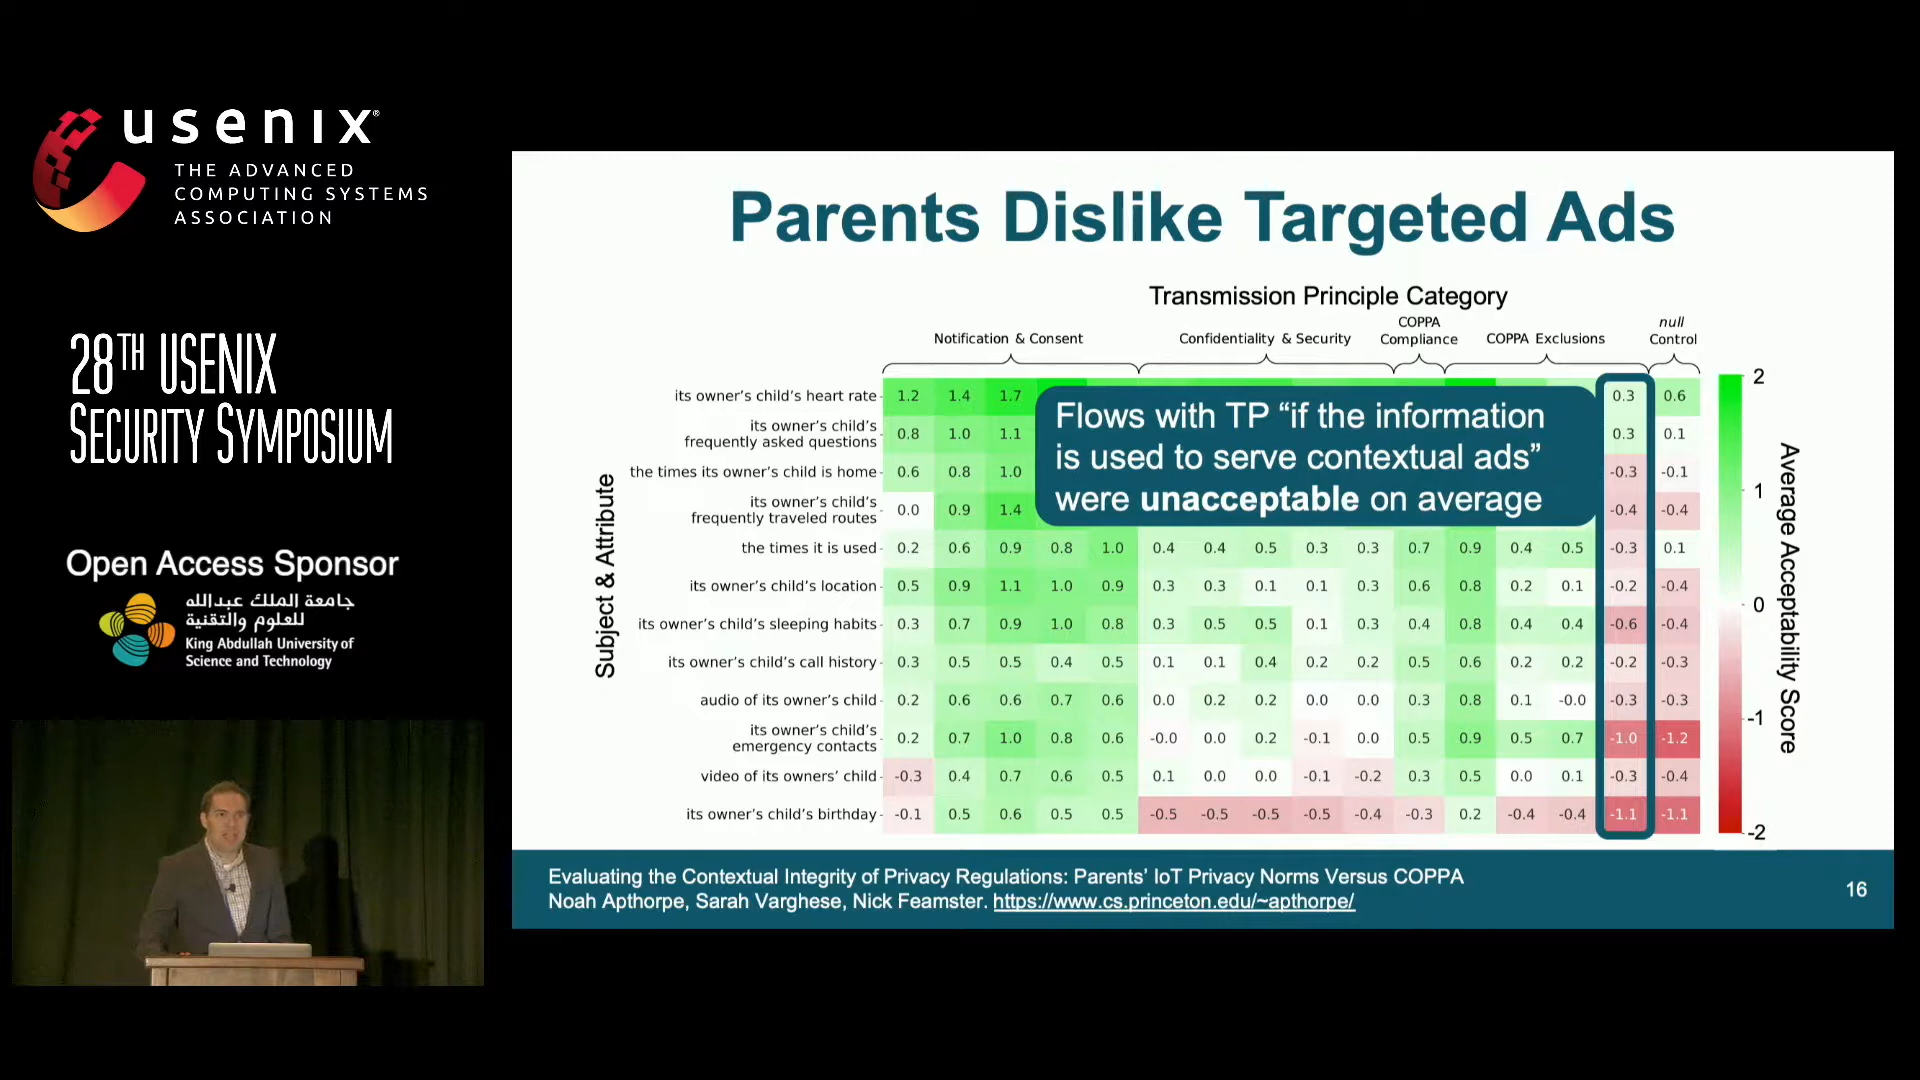 usenix®
THE ADVANCED
COMPUTING SYSTEMS
ASSOCIATION
28TH USENIX
SECURITY SYMPOSIUM
Open Access Sponsor
جامعة الملك عبدالله
للعلوم والتقنية
King Abdullah University of
Science and Technology
Parents Dislike Targeted Ads
Transmission Principle Category
Notification & Consent
Confidentiality & Security
COPPA
Compliance
COPPA Exclusions
null
Control
Subject & Attribute
its owner's child's heart rate 1.2 1.4 1.7 0.3 0.6
its owner's child's
frequently asked questions 0.8 1.0 1.1 0.3 0.1
the times its owner's child is home 0.6 0.8 1.0 -0.3 -0.1
its owner's child's
frequently traveled routes 0.0 0.9 1.4 -0.4 -0.4
Flows with TP “if the information
is used to serve contextual ads”
were unacceptable on average
the times it is used 0.2 0.6 0.9 0.8 1.0 0.4 0.4 0.5 0.3 0.3 0.7 0.9 0.4 0.5 -0.3 0.1
its owner's child's location 0.5 0.9 1.1 1.0 0.9 0.3 0.3 0.1 0.1 0.3 0.6 0.8 0.2 0.1 -0.2 -0.4
its owner's child's sleeping habits 0.3 0.7 0.9 1.0 0.8 0.3 0.5 0.5 0.1 0.3 0.4 0.8 0.4 0.4 -0.6 -0.4
its owner's child's call history 0.3 0.5 0.5 0.4 0.5 0.1 0.1 0.4 0.2 0.2 0.5 0.6 0.2 0.2 -0.2 -0.3
audio of its owner's child 0.2 0.6 0.6 0.7 0.6 0.0 0.2 0.2 0.0 0.0 0.3 0.8 0.1 -0.0 -0.3 -0.3
its owner's child's
emergency contacts 0.2 0.7 1.0 0.8 0.6 -0.0 0.0 0.2 -0.1 0.0 0.5 0.9 0.5 0.7 -1.0 -1.2
video of its owners' child -0.3 0.4 0.7 0.6 0.5 0.1 0.0 0.0 -0.1 -0.2 0.3 0.5 0.0 0.1 -0.3 -0.4
its owner's child's birthday -0.1 0.5 0.6 0.5 0.5 -0.5 -0.5 -0.5 -0.5 -0.4 -0.3 0.2 -0.4 -0.4 -1.1 -1.1
2
1
0
-1
-2
Average Acceptability Score
Evaluating the Contextual Integrity of Privacy Regulations: Parents' IoT Privacy Norms Versus COPPA
Noah Apthorpe, Sarah Varghese, Nick Feamster. https://www.cs.princeton.edu/~apthorpe/
16